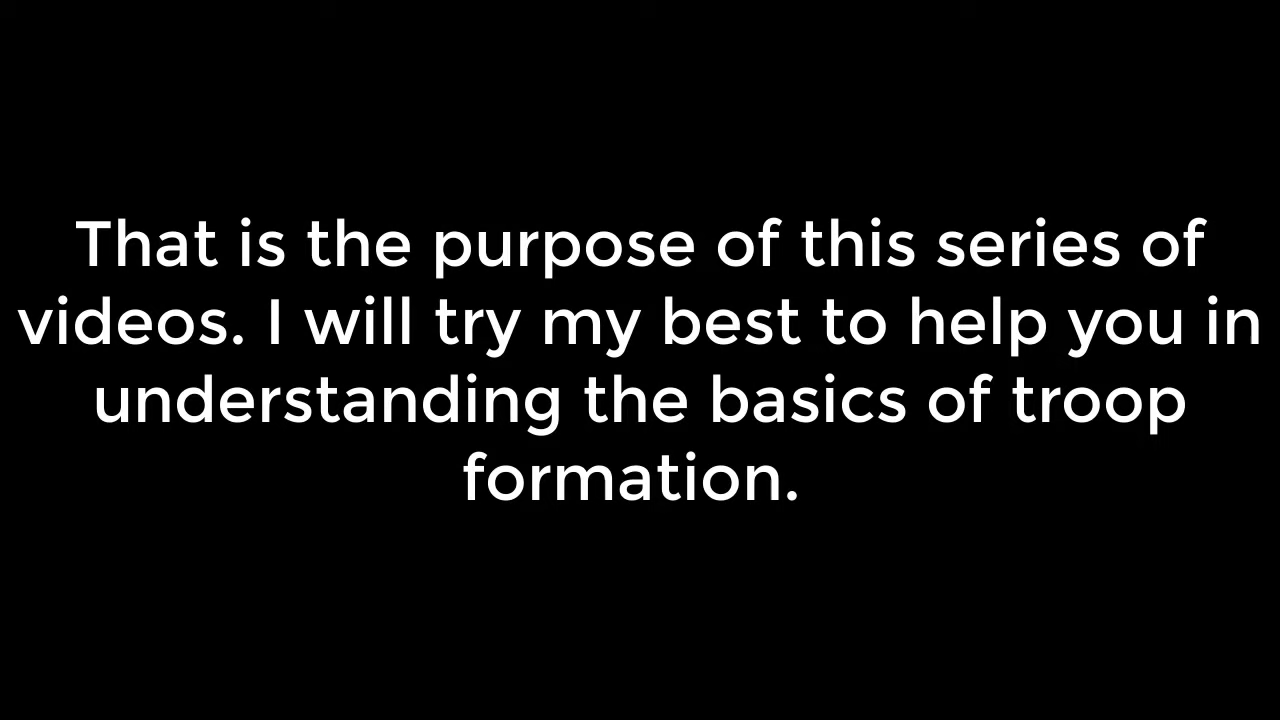 That is the purpose of this series of
videos. I will try my best to help you in
understanding the basics of troop
formation.